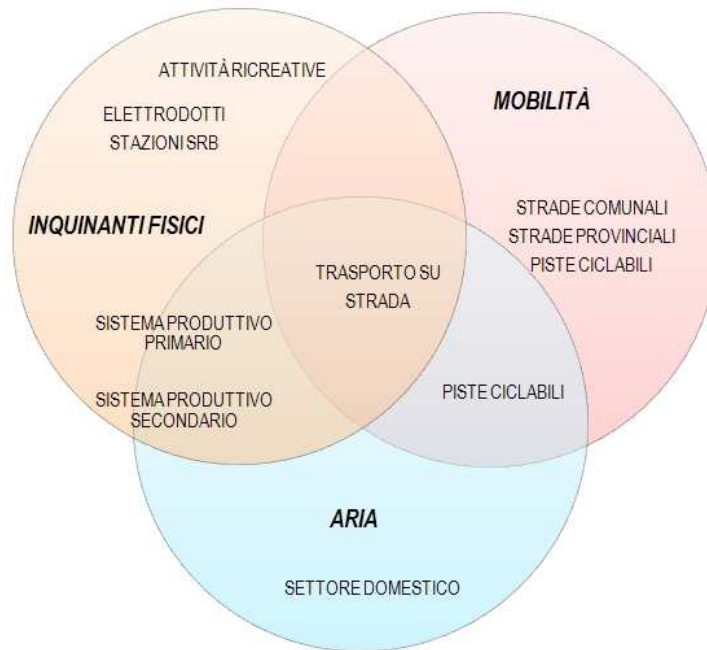 ATTIVITÀ RICREATIVE
ELETTRODOTTI
STAZIONI SRB
INQUINANTI FISICI
MOBILITÀ
STRADE COMUNALI
STRADE PROVINCIALI
PISTE CICLABILI
TRASPORTO SU
STRADA
SISTEMA PRODUTTIVO
PRIMARIO
SISTEMA PRODUTTIVO
SECONDARIO
PISTE CICLABILI
ARIA
SETTORE DOMESTICO